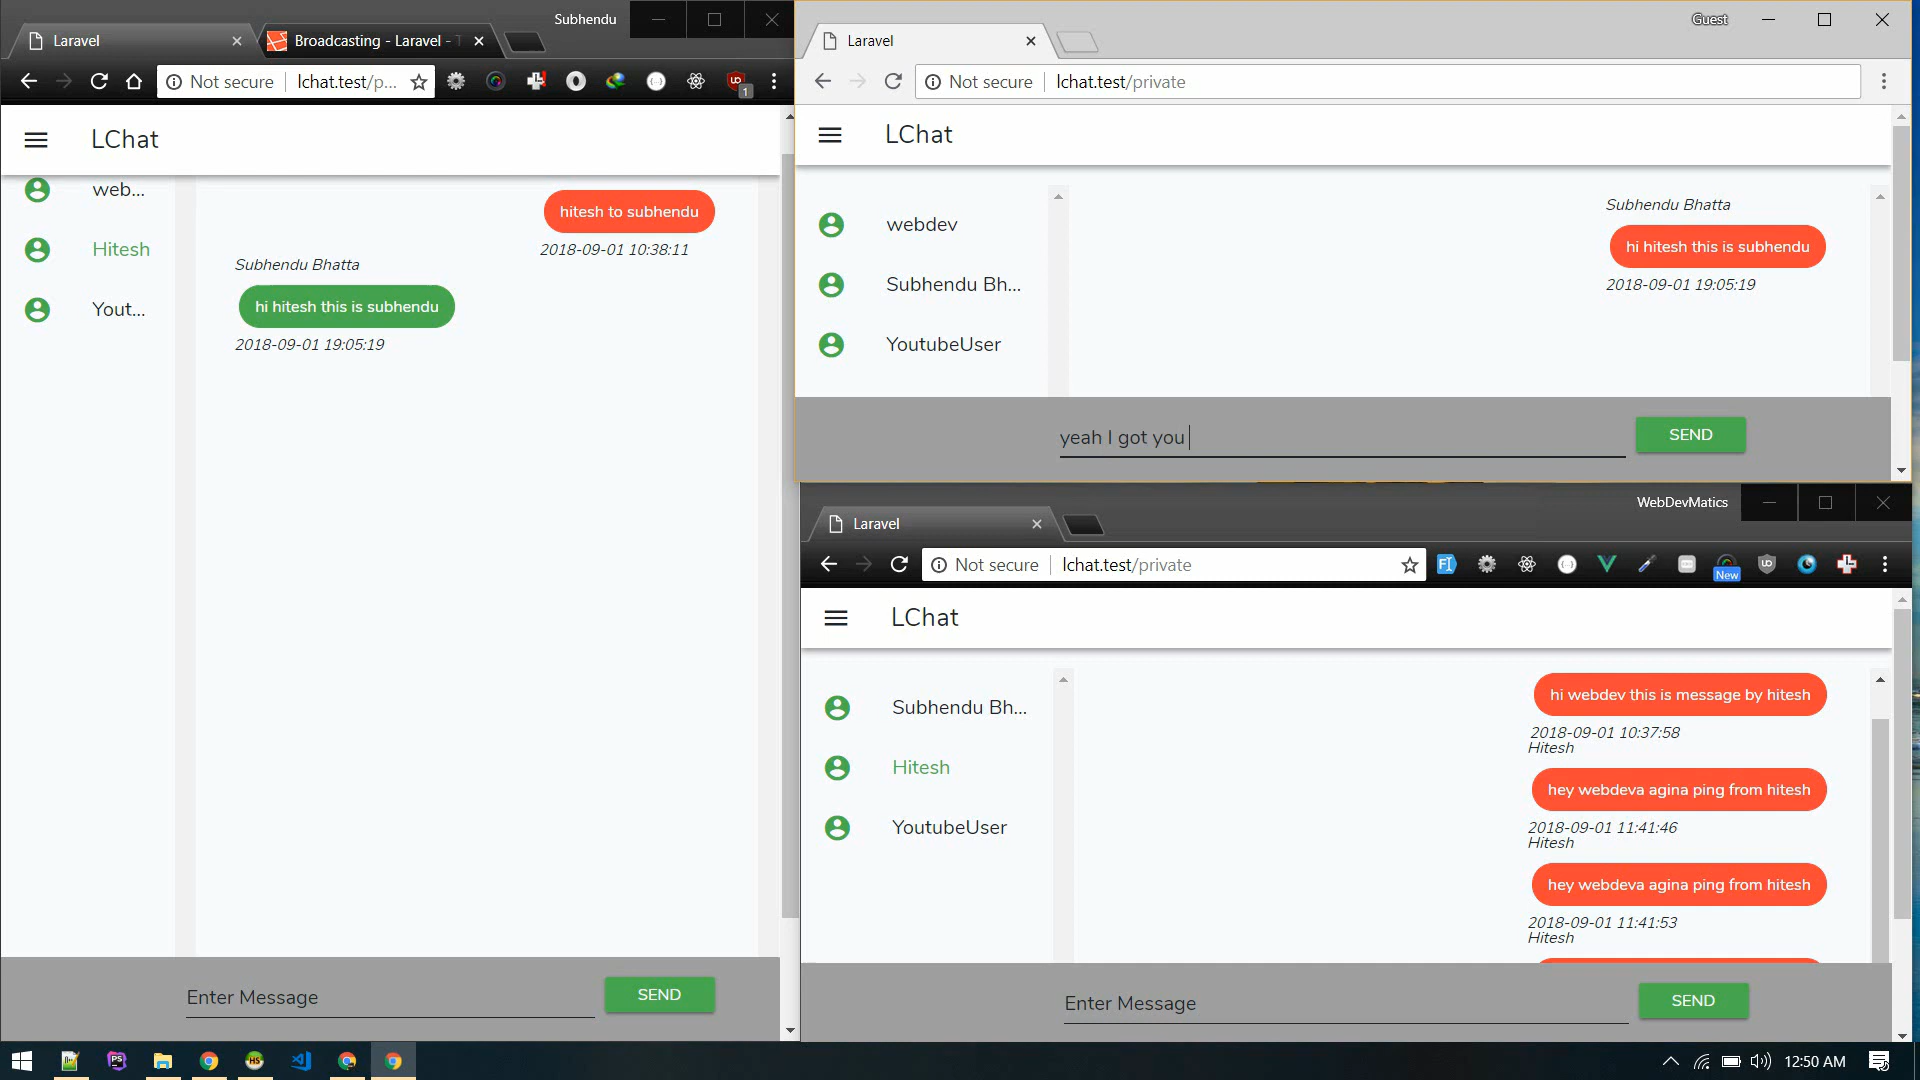 Subhendu
Laravel
Broadcasting - Laravel -
Not secure
lchat.test/p...
1
LChat
web...
Hitesh
Yout...
hitesh to subhendu
2018-09-01 10:38:11
Subhendu Bhatta
hi hitesh this is subhendu
2018-09-01 19:05:19
Enter Message
SEND
Guest
Laravel
Not secure
lchat.test/private
LChat
webdev
Subhendu Bh...
YoutubeUser
Subhendu Bhatta
hi hitesh this is subhendu
2018-09-01 19:05:19
yeah I got you
SEND
WebDevMatics
Laravel
Not secure
lchat.test/private
New
LChat
Subhendu Bh...
Hitesh
YoutubeUser
hi webdev this is message by hitesh
2018-09-01 10:37:58
Hitesh
hey webdeva agina ping from hitesh
2018-09-01 11:41:46
Hitesh
hey webdeva agina ping from hitesh
2018-09-01 11:41:53
Hitesh
Enter Message
SEND
12:50 AM